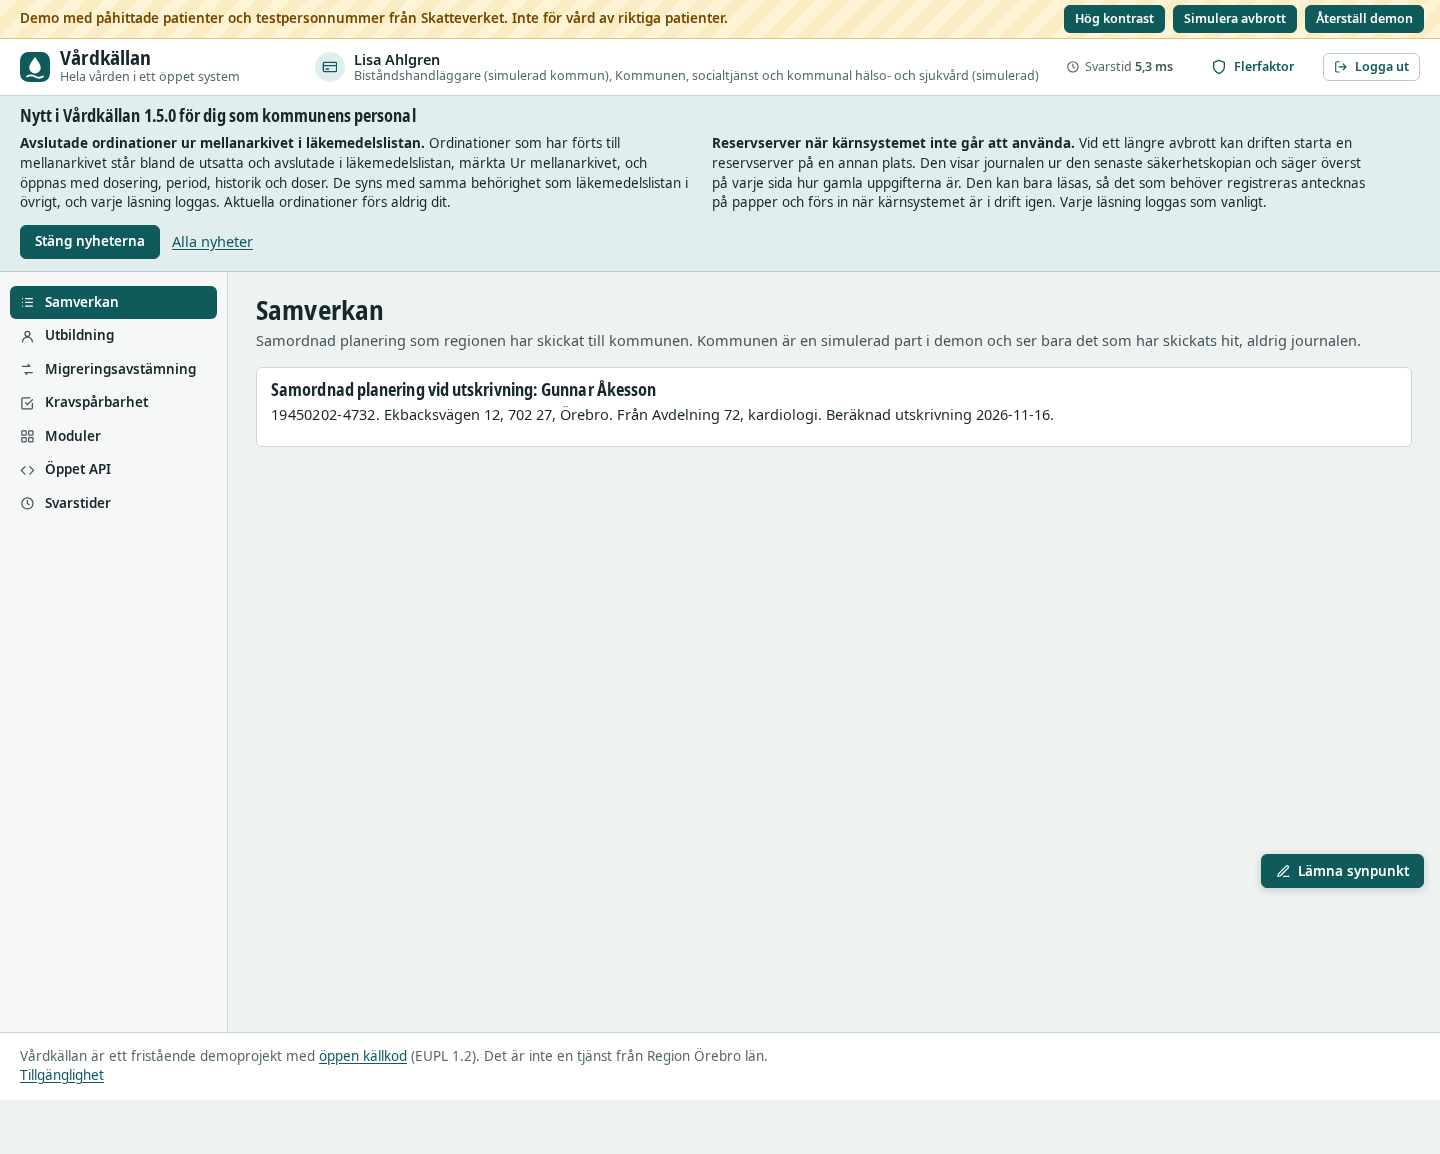 Demo med påhittade patienter och testpersonnummer från Skatteverket. Inte för vård av riktiga patienter.
Hög kontrast
Simulera avbrott
Återställ demon
Vårdkällan
Hela vården i ett öppet system
Lisa Ahlgren
Biståndshandläggare (simulerad kommun), Kommunen, socialtjänst och kommunal hälso- och sjukvård (simulerad)
Svarstid 5,3 ms
Flerfaktor
Logga ut
Nytt i Vårdkällan 1.5.0 för dig som kommunens personal
Avslutade ordinationer ur mellanarkivet i läkemedelslistan. Ordinationer som har förts till
mellanarkivet står bland de utsatta och avslutade i läkemedelslistan, märkta Ur mellanarkivet, och
öppnas med dosering, period, historik och doser. De syns med samma behörighet som läkemedelslistan i
övrigt, och varje läsning loggas. Aktuella ordinationer förs aldrig dit.
Reservserver när kärnsystemet inte går att använda. Vid ett längre avbrott kan driften starta en
reservserver på en annan plats. Den visar journalen ur den senaste säkerhetskopian och säger överst
på varje sida hur gamla uppgifterna är. Den kan bara läsas, så det som behöver registreras antecknas
på papper och förs in när kärnsystemet är i drift igen. Varje läsning loggas som vanligt.
Stäng nyheterna
Alla nyheter
Samverkan
Utbildning
Migreringsavstämning
Kravspårbarhet
Moduler
Öppet API
Svarstider
Samverkan
Samordnad planering som regionen har skickat till kommunen. Kommunen är en simulerad part i demon och ser bara det som har skickats hit, aldrig journalen.
Samordnad planering vid utskrivning: Gunnar Åkesson
19450202-4732. Ekbacksvägen 12, 702 27, Örebro. Från Avdelning 72, kardiologi. Beräknad utskrivning 2026-11-16.
Lämna synpunkt
Vårdkällan är ett fristående demoprojekt med öppen källkod (EUPL 1.2). Det är inte en tjänst från Region Örebro län.
Tillgänglighet